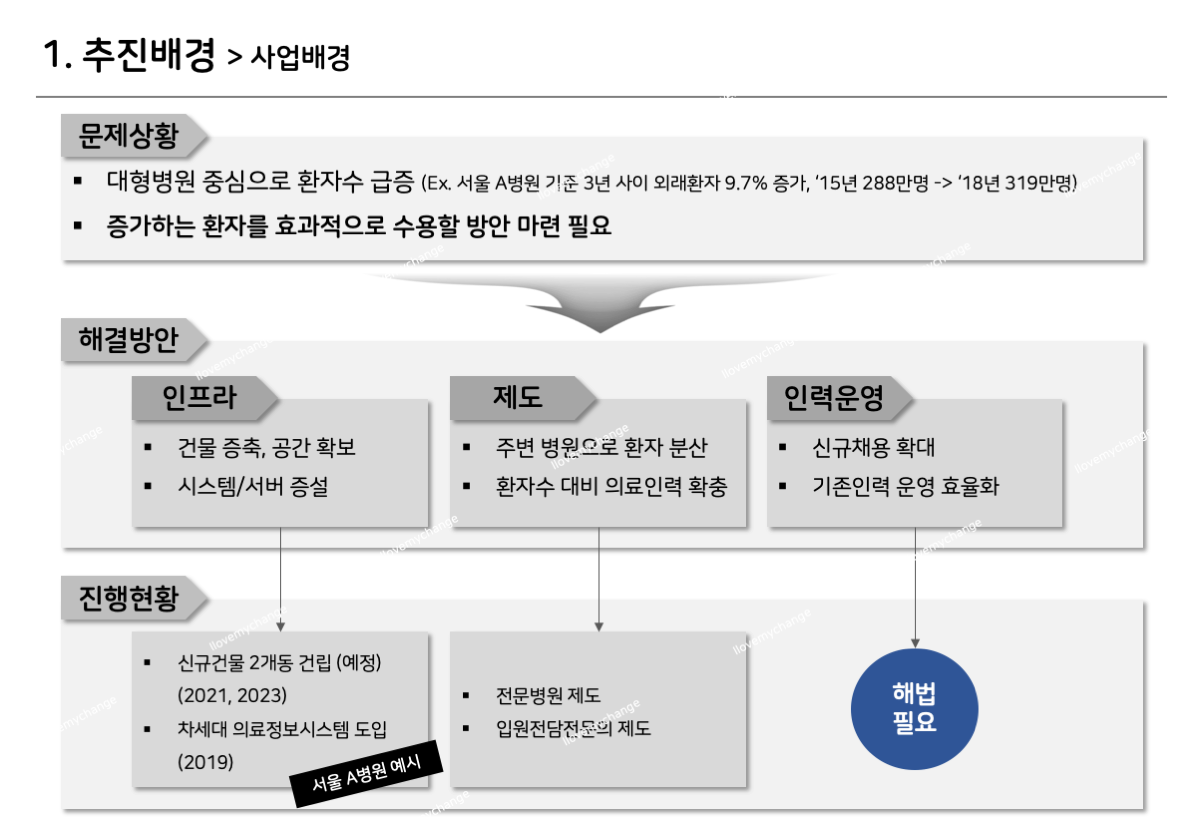 1. 추진배경 > 사업배경
문제상황
▪ 대형병원 중심으로 환자수 급증 (Ex. 서울 A병원 기준 3년 사이 외래환자 9.7% 증가, ‘15년 288만명 -> ‘18년 319만명)
▪ 증가하는 환자를 효과적으로 수용할 방안 마련 필요
해결방안
인프라
▪ 건물 증축, 공간 확보
▪ 시스템/서버 증설
제도
▪ 주변 병원으로 환자 분산
▪ 환자수 대비 의료인력 확충
인력운영
▪ 신규채용 확대
▪ 기존인력 운영 효율화
진행현황
▪ 신규건물 2개동 건립 (예정)
(2021, 2023)
▪ 차세대 의료정보시스템 도입
(2019)
서울 A병원 예시
▪ 전문병원 제도
▪ 입원전담전문의 제도
해법
필요
ilovemychange